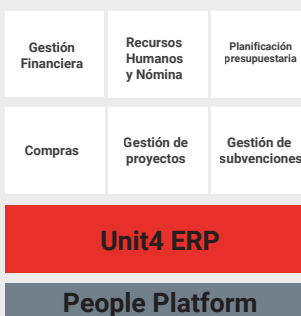 Gestión
Financiera
Recursos
Humanos
y Nómina
Planificación
presupuestaria
Compras
Gestión de
proyectos
Gestión de
subvenciones
Unit4 ERP
People Platform